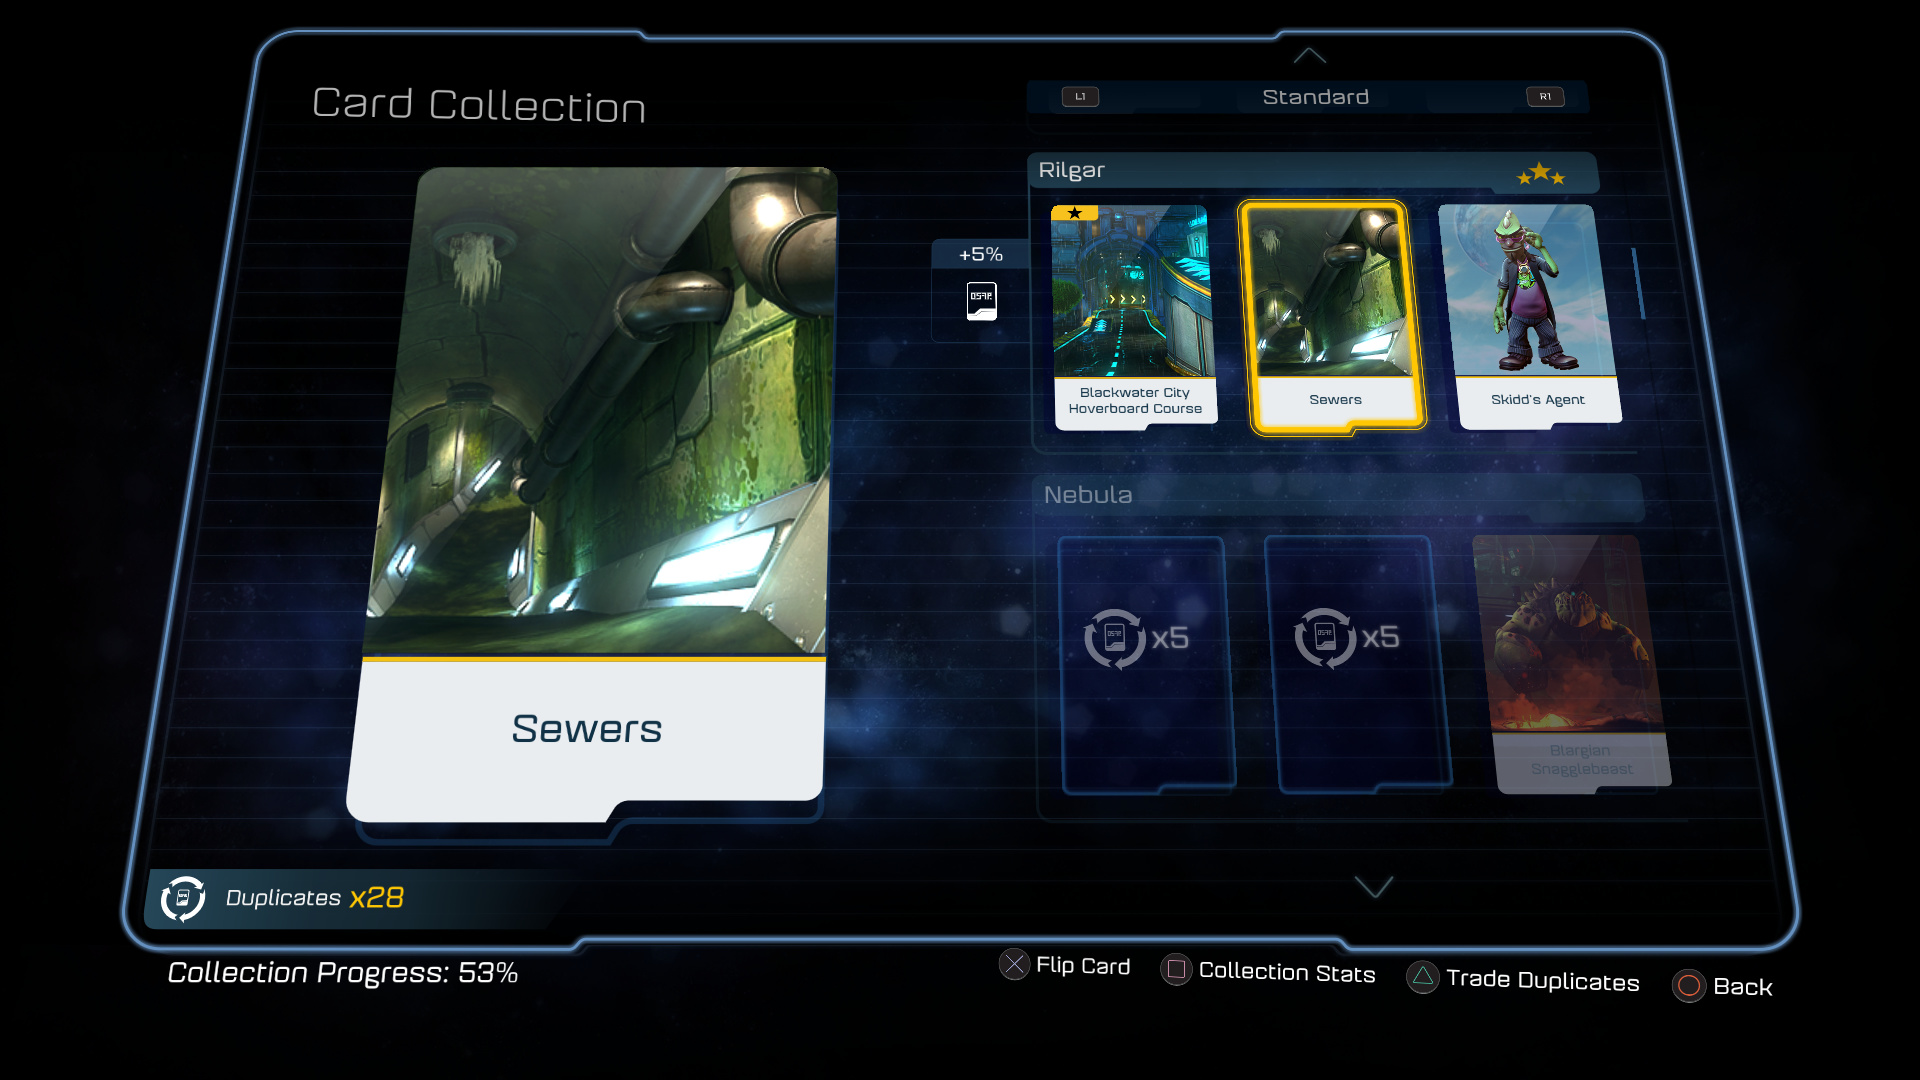 Card Collection
L1
Standard
R1
Rilgar
+5%
Blackwater City
Hoverboard Course
Sewers
Skidd's Agent
Nebula
x5
x5
Blargian
Snagglebeast
Sewers
Duplicates x28
Collection Progress: 53%
Flip Card
Collection Stats
Trade Duplicates
Back